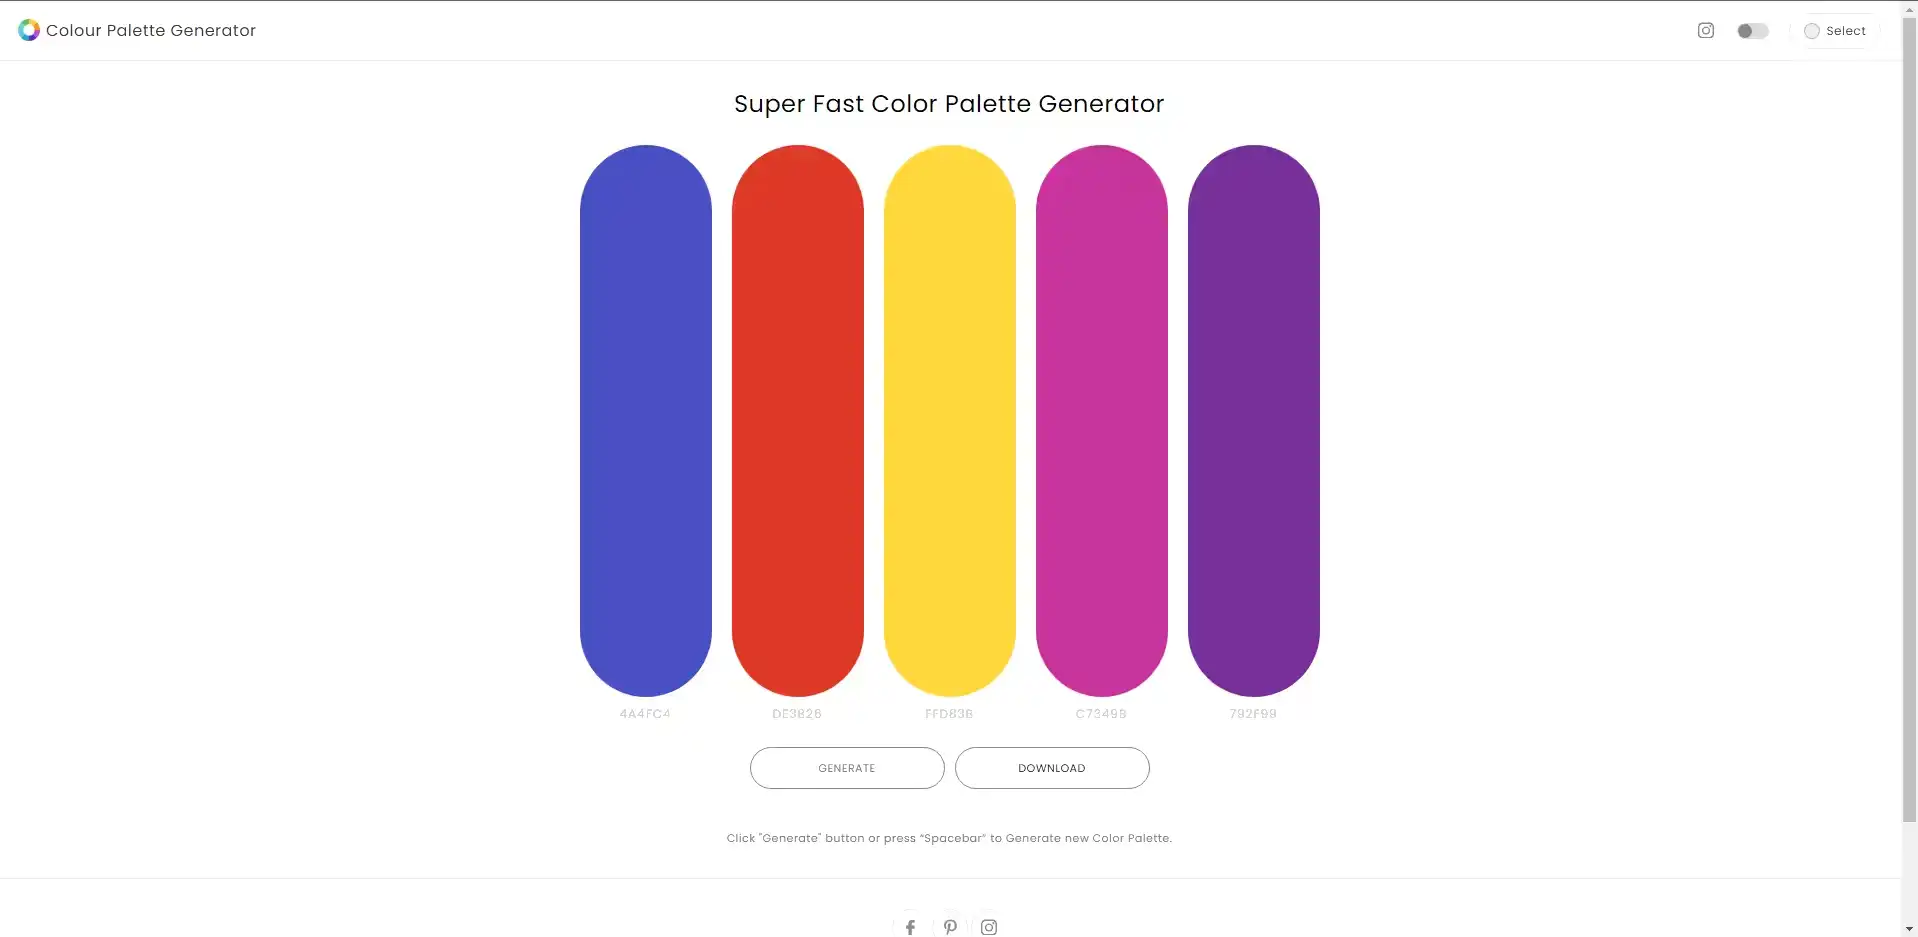 Colour Palette Generator
Select
Super Fast Color Palette Generator
4A4FC4
DE3826
FFD83B
C7349B
792F99
GENERATE
DOWNLOAD
Click "Generate" button or press “Spacebar” to Generate new Color Palette.